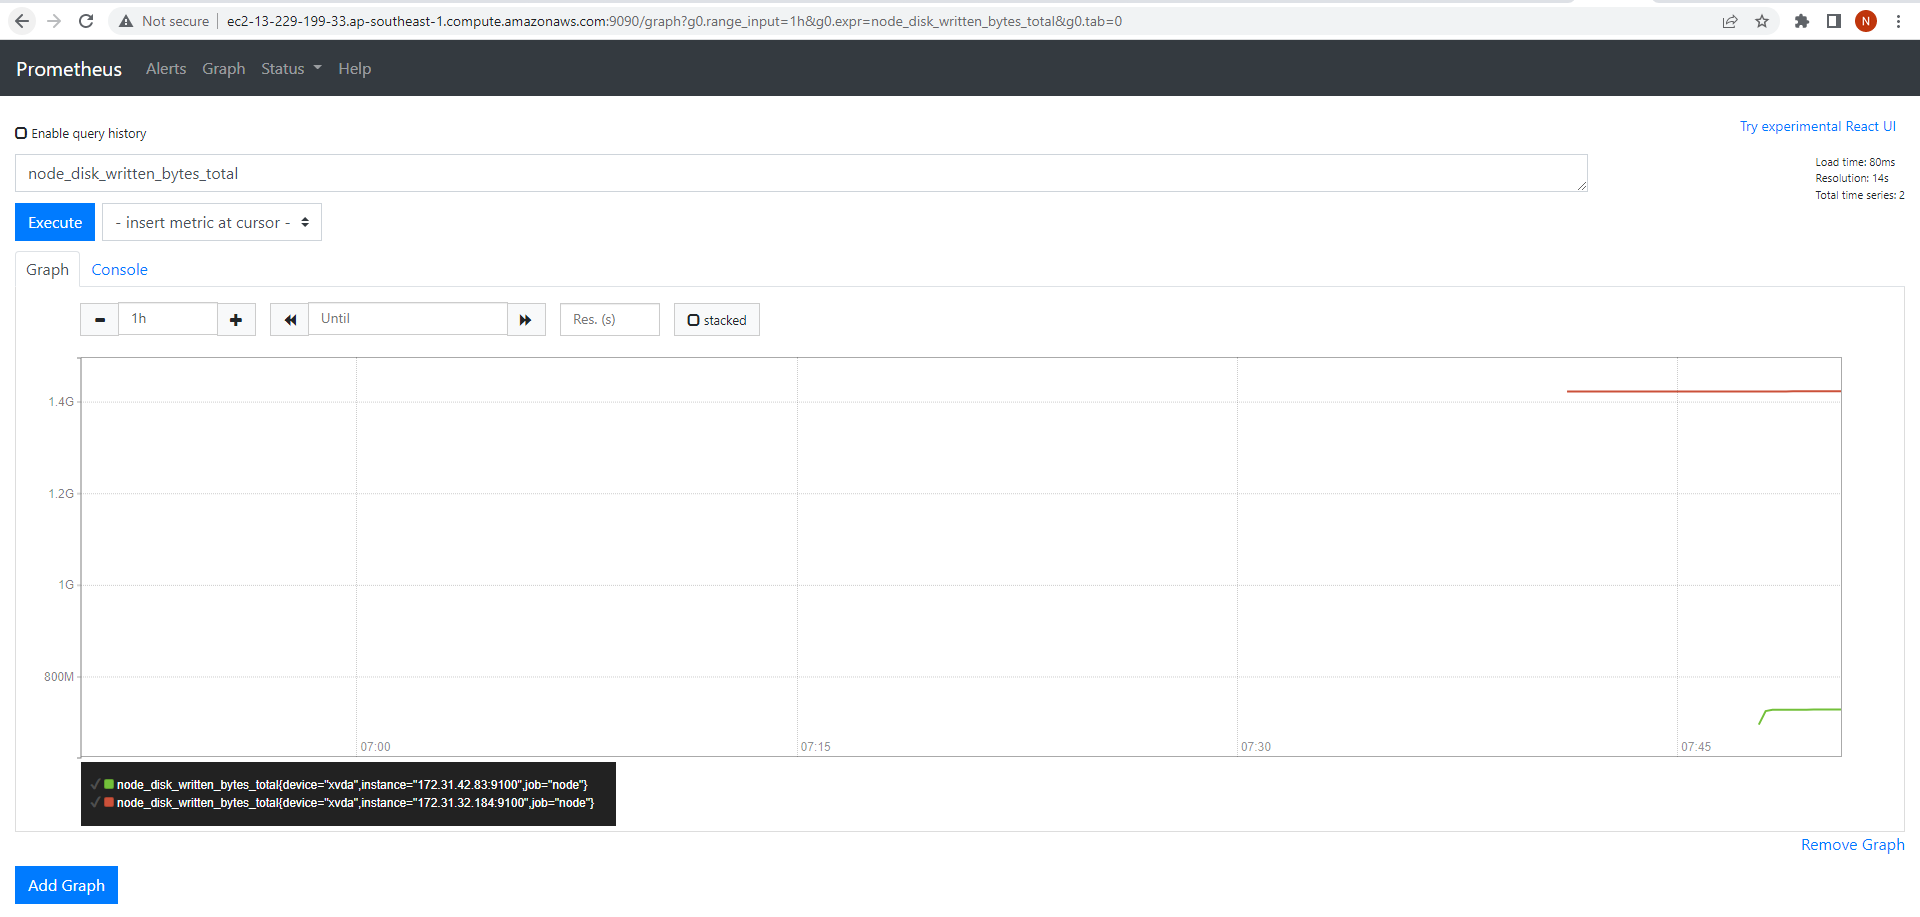 Not secure ec2-13-229-199-33.ap-southeast-1.compute.amazonaws.com:9090/graph?g0.range_input=1h&g0.expr=node_disk_written_bytes_total&g0.tab=0 N
Prometheus Alerts Graph Status Help
Enable query history
Try experimental React UI
node_disk_written_bytes_total
Load time: 80ms
Resolution: 14s
Total time series: 2
Execute - insert metric at cursor -
Graph Console
1h Until Res. (s) stacked
1.4G
1.2G
1G
800M
07:00 07:15 07:30 07:45
node_disk_written_bytes_total{device="xvda",instance="172.31.42.83:9100",job="node"}
node_disk_written_bytes_total{device="xvda",instance="172.31.32.184:9100",job="node"}
Remove Graph
Add Graph